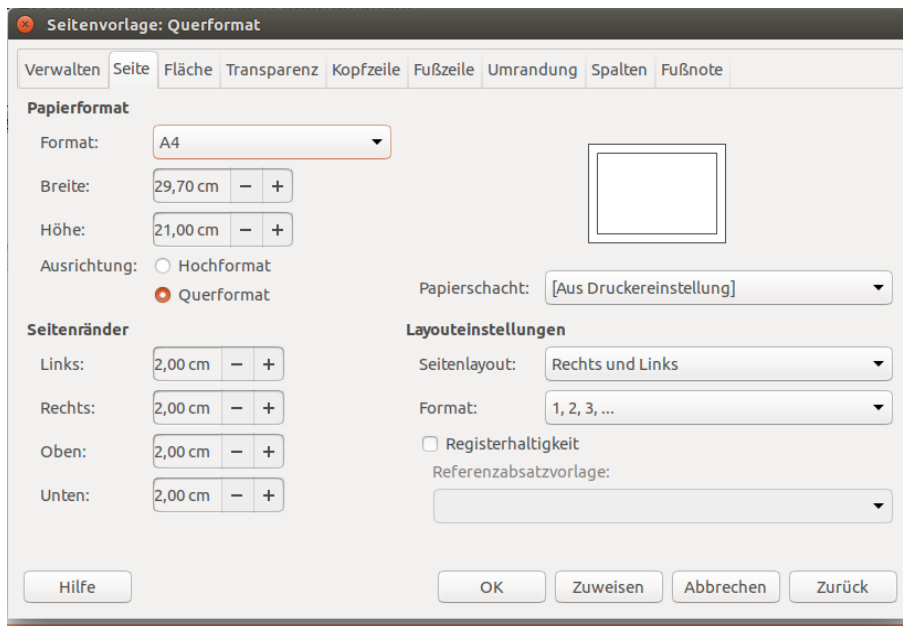 Seitenvorlage: Querformat
Verwalten Seite Fläche Transparenz Kopfzeile Fußzeile Umrandung Spalten Fußnote
Papierformat
Format: A4
Breite: 29,70 cm − +
Höhe: 21,00 cm − +
Ausrichtung: Hochformat
Querformat
Papierschacht: [Aus Druckereinstellung]
Seitenränder
Links: 2,00 cm − +
Rechts: 2,00 cm − +
Oben: 2,00 cm − +
Unten: 2,00 cm − +
Layouteinstellungen
Seitenlayout: Rechts und Links
Format: 1, 2, 3, ...
Registerhaltigkeit
Referenzabsatzvorlage:
Hilfe OK Zuweisen Abbrechen Zurück